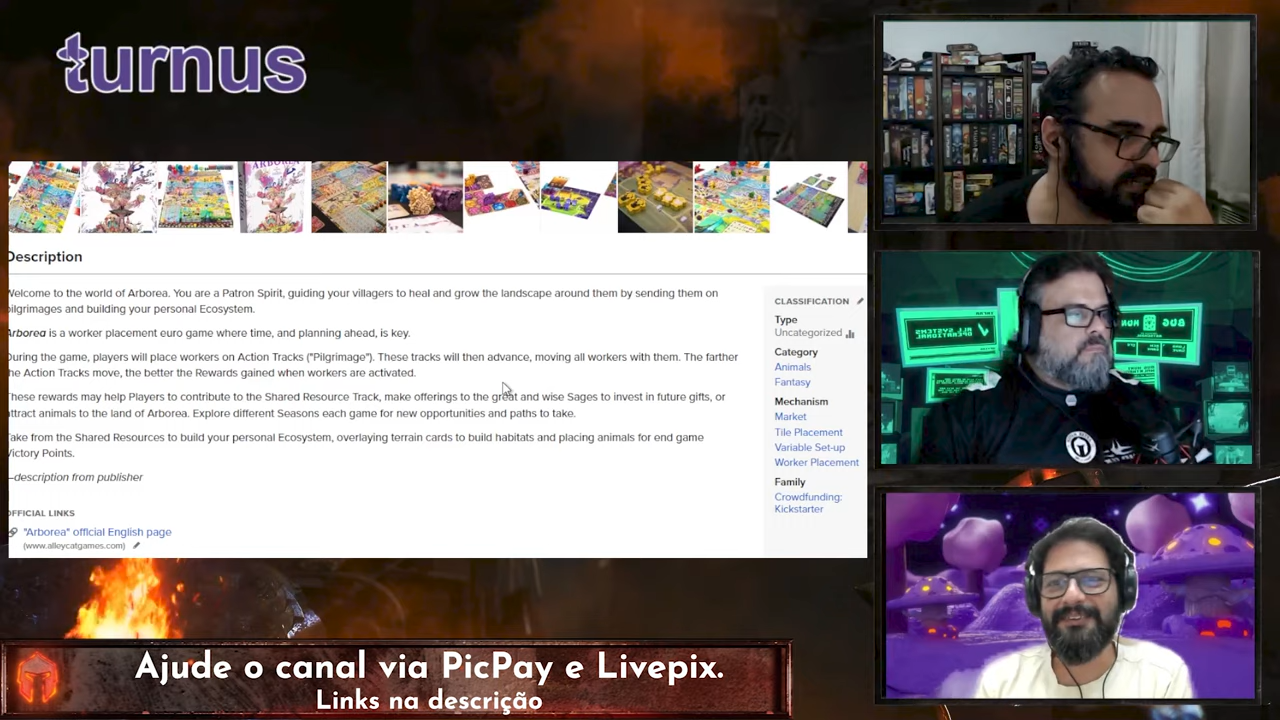 turnus
ARBOREA
Description
Welcome to the world of Arborea. You are a Patron Spirit, guiding your villagers to heal and grow the landscape around them by sending them on
pilgrimages and building your personal Ecosystem.
Arborea is a worker placement euro game where time, and planning ahead, is key.
During the game, players will place workers on Action Tracks ("Pilgrimage"). These tracks will then advance, moving all workers with them. The farther
the Action Tracks move, the better the Rewards gained when workers are activated.
These rewards may help Players to contribute to the Shared Resource Track, make offerings to the great and wise Sages to invest in future gifts, or
attract animals to the land of Arborea. Explore different Seasons each game for new opportunities and paths to take.
Take from the Shared Resources to build your personal Ecosystem, overlaying terrain cards to build habitats and placing animals for end game
Victory Points.
—description from publisher
OFFICIAL LINKS
"Arborea" official English page
(www.alleycatgames.com)
CLASSIFICATION
Type
Uncategorized
Category
Animals
Fantasy
Mechanism
Market
Tile Placement
Variable Set-up
Worker Placement
Family
Crowdfunding:
Kickstarter
ALL SYSTEMS
OPERATIONAL
Ajude o canal via PicPay e Livepix.
Links na descrição